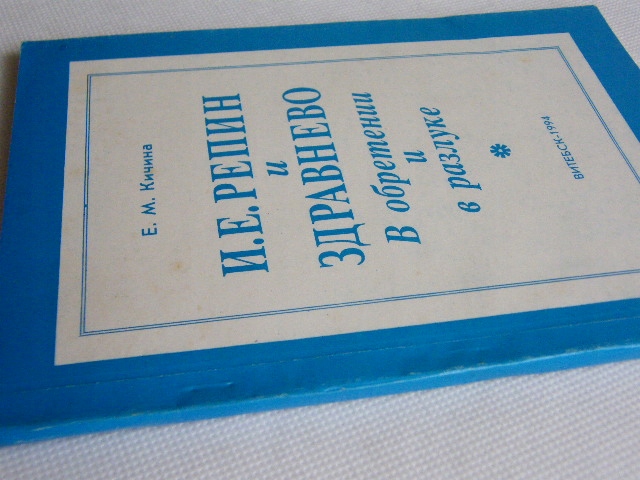 Е. М. Кичина
И.Е.РЕПИН
и
ЗДРАВНЕВО
В обретении
и
в разлуке
*
ВИТЕБСК-1994